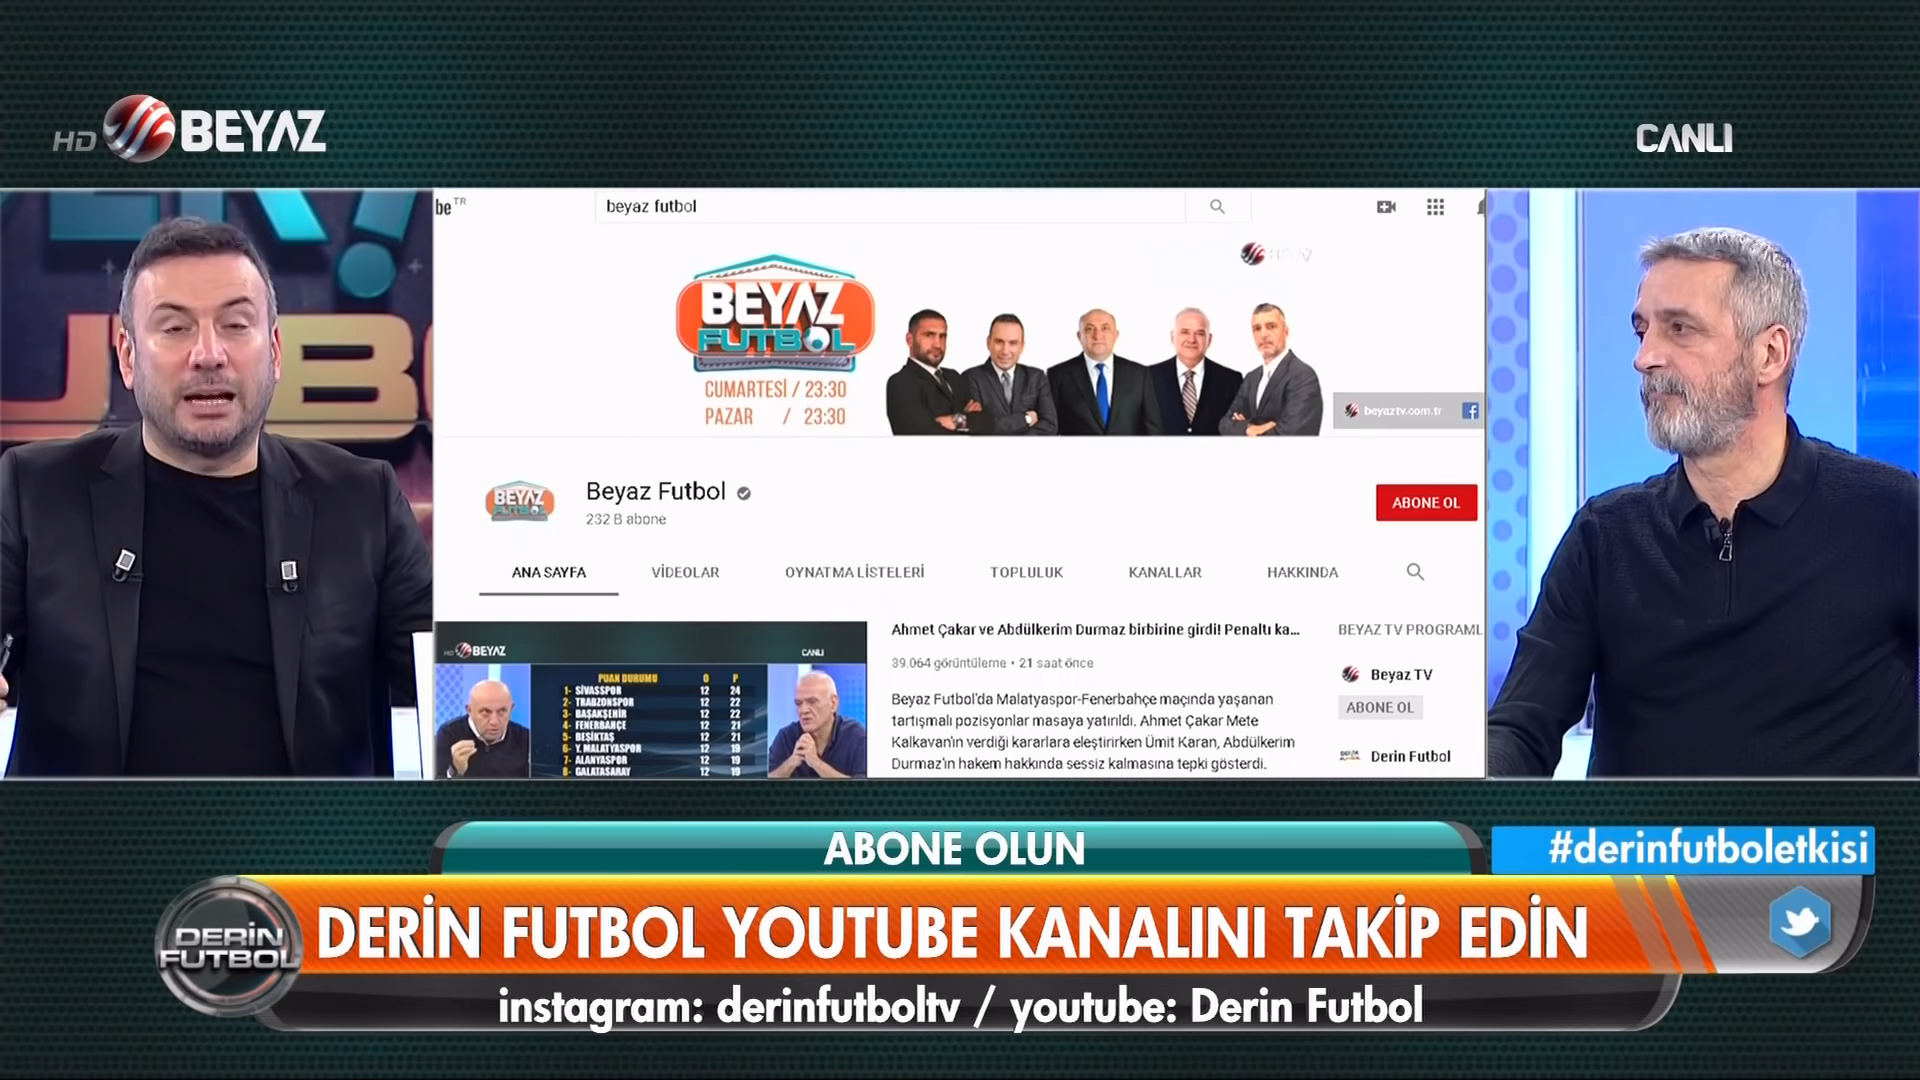 HD BEYAZ
CANLI
be TR
beyaz futbol
BEYAZ
BEYAZ
FUTBOL
CUMARTESİ / 23:30
PAZAR / 23:30
beyaztv.com.tr
BEYAZ
FUTBOL
Beyaz Futbol
232 B abone
ABONE OL
ANA SAYFA
VİDEOLAR
OYNATMA LİSTELERİ
TOPLULUK
KANALLAR
HAKKINDA
HD BEYAZ
CANLI
PUAN DURUMU O P
1- SİVASSPOR 12 24
2- TRABZONSPOR 12 22
3- BAŞAKŞEHİR 12 22
4- FENERBAHÇE 12 21
5- BEŞİKTAŞ 12 21
6- Y. MALATYASPOR 12 19
7- ALANYASPOR 12 19
8- GALATASARAY 12 19
Ahmet Çakar ve Abdülkerim Durmaz birbirine girdi! Penaltı ka...
39.064 görüntüleme • 21 saat önce
Beyaz Futbol'da Malatyaspor-Fenerbahçe maçında yaşanan
tartışmalı pozisyonlar masaya yatırıldı. Ahmet Çakar Mete
Kalkavan'ın verdiği kararlara eleştirirken Ümit Karan, Abdülkerim
Durmaz'ın hakem hakkında sessiz kalmasına tepki gösterdi.
BEYAZ TV PROGRAML
Beyaz TV
ABONE OL
Derin Futbol
ABONE OLUN
#derinfutboletkisi
DERİN
FUTBOL
DERİN FUTBOL YOUTUBE KANALINI TAKİP EDİN
instagram: derinfutboltv / youtube: Derin Futbol